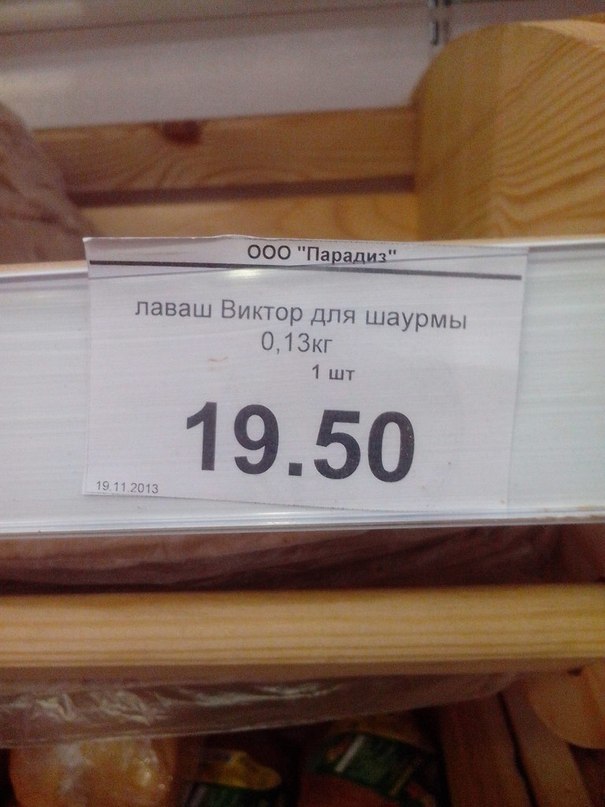 ООО "Парадиз"
лаваш Виктор для шаурмы
0,13кг
1 шт
19.50
19.11.2013